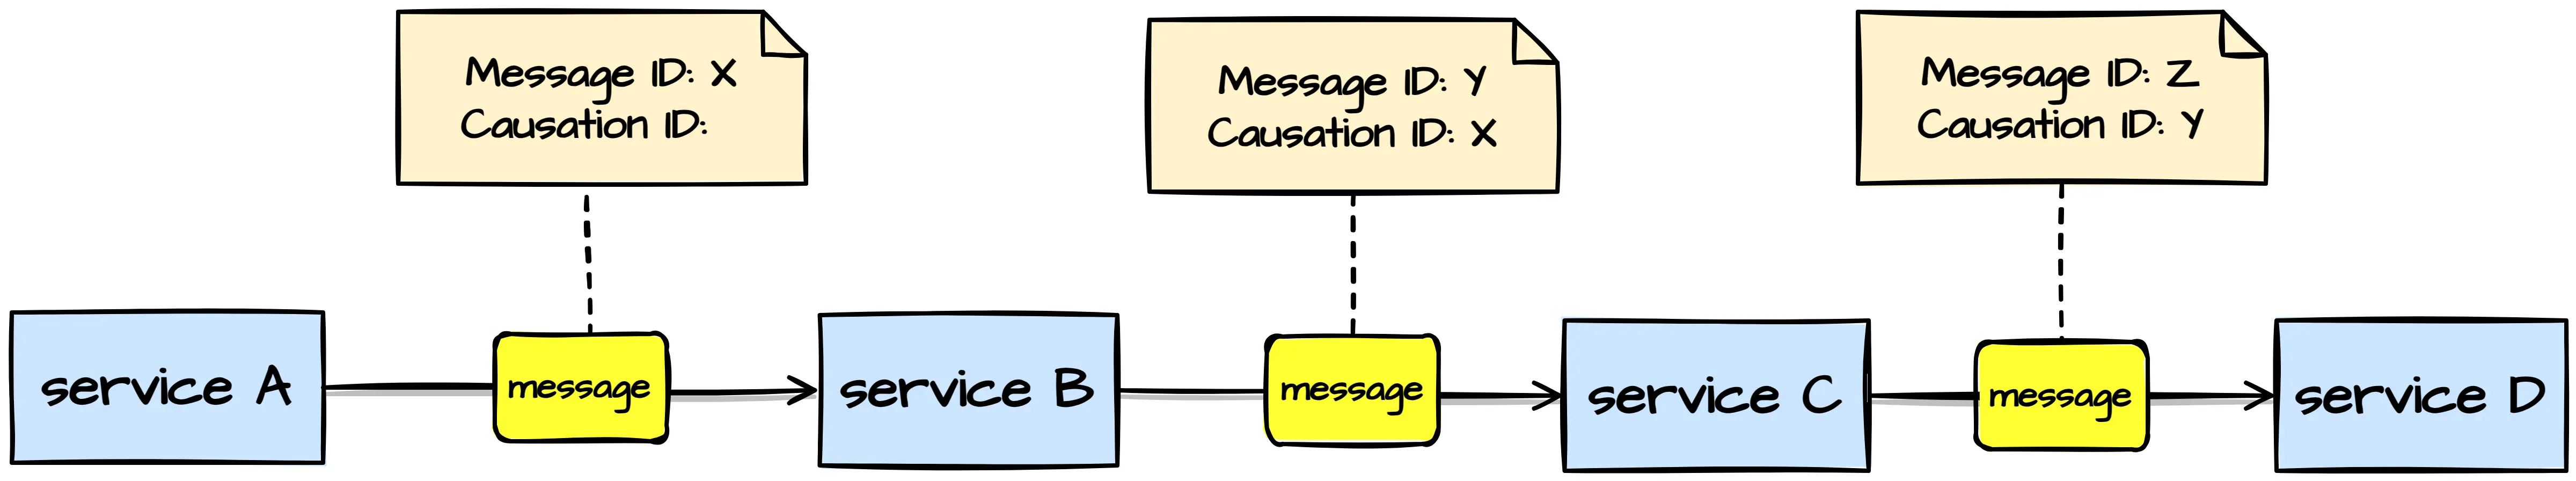 Message ID: X
Causation ID:
Message ID: Y
Causation ID: X
Message ID: Z
Causation ID: Y
service A
message
service B
message
service C
message
service D